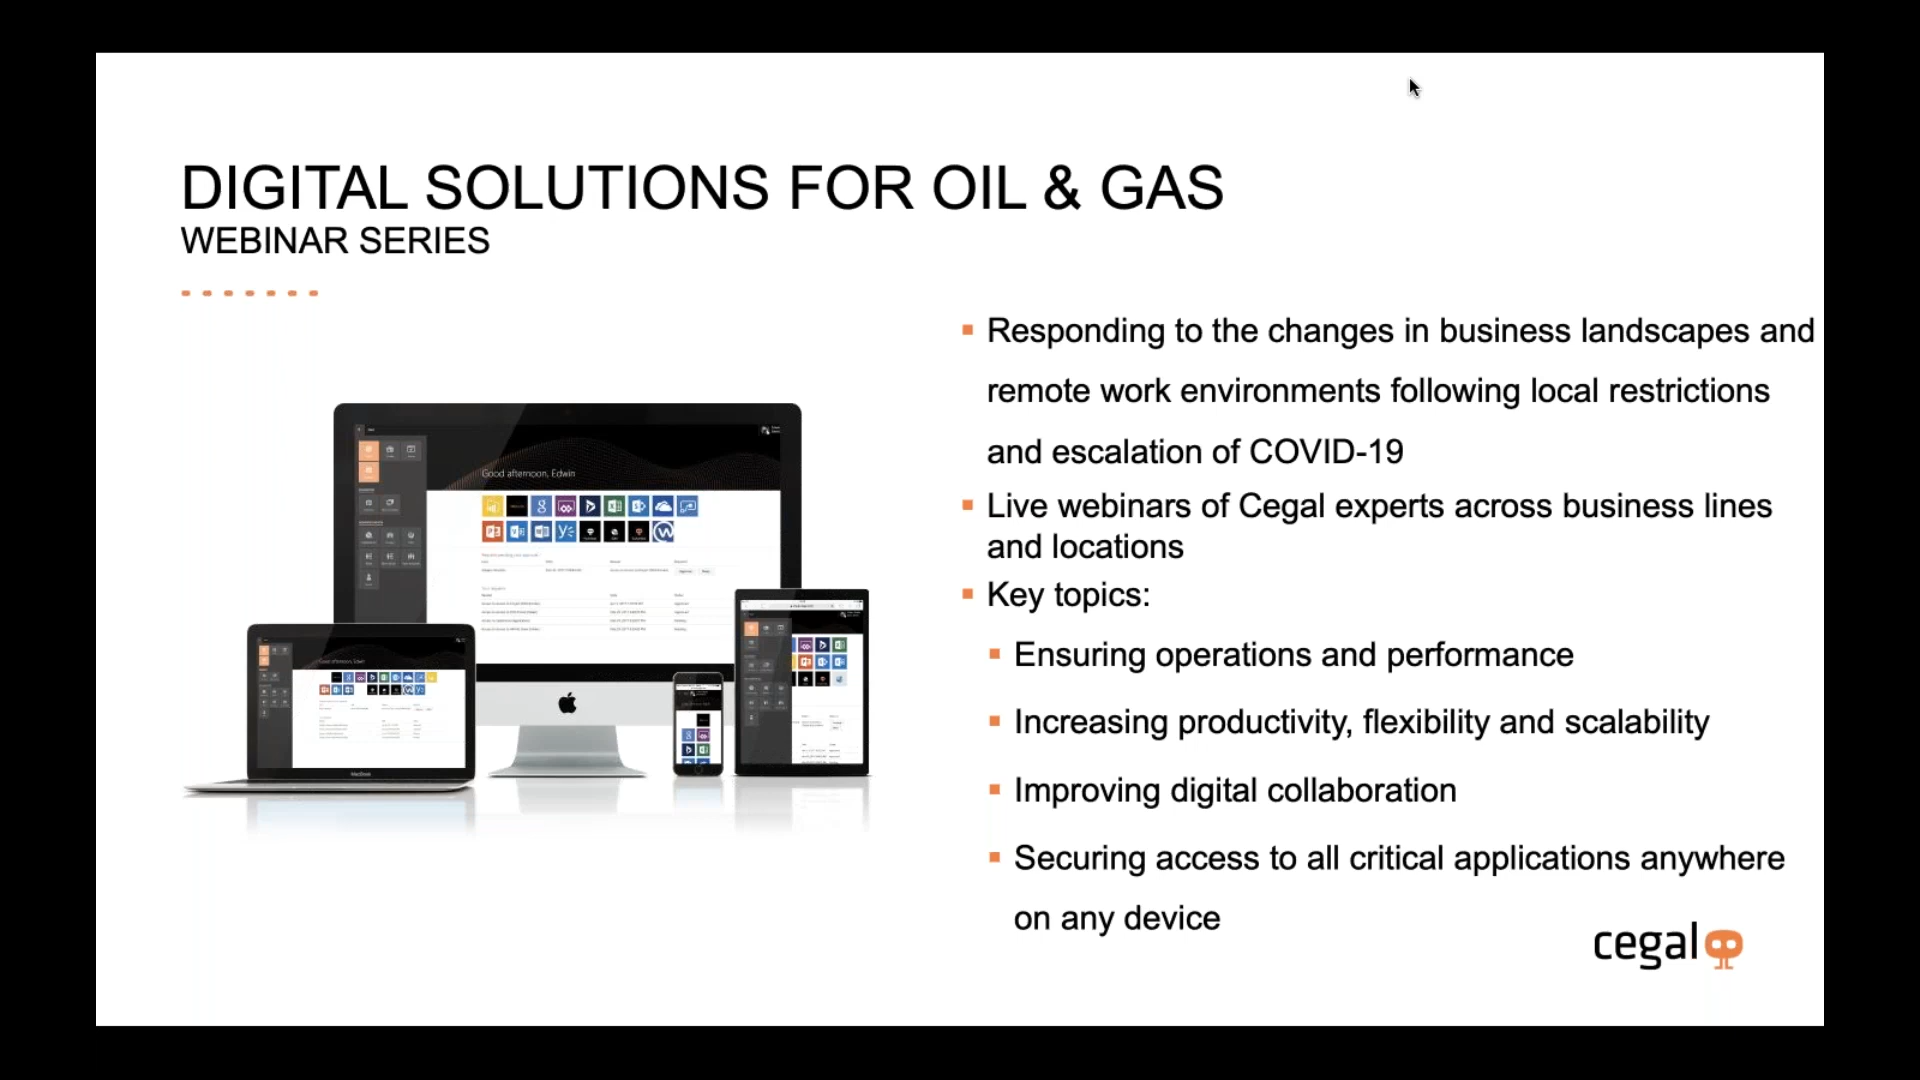 DIGITAL SOLUTIONS FOR OIL & GAS
WEBINAR SERIES
Responding to the changes in business landscapes and
remote work environments following local restrictions
and escalation of COVID-19
Live webinars of Cegal experts across business lines
and locations
Key topics:
Ensuring operations and performance
Increasing productivity, flexibility and scalability
Improving digital collaboration
Securing access to all critical applications anywhere
on any device
Good afternoon, Edwin
MacBook
cegal